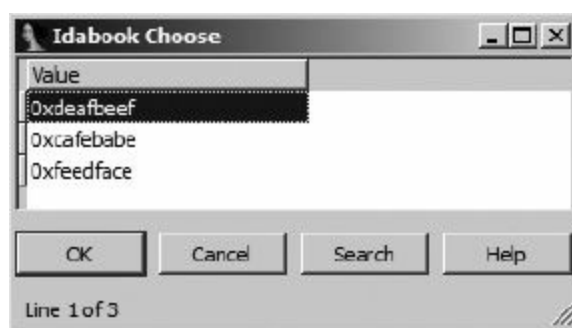 Idabook Choose
Value
0xdeafbeef
0xcafebabe
0xfeedface
OK Cancel Search Help
Line 1 of 3